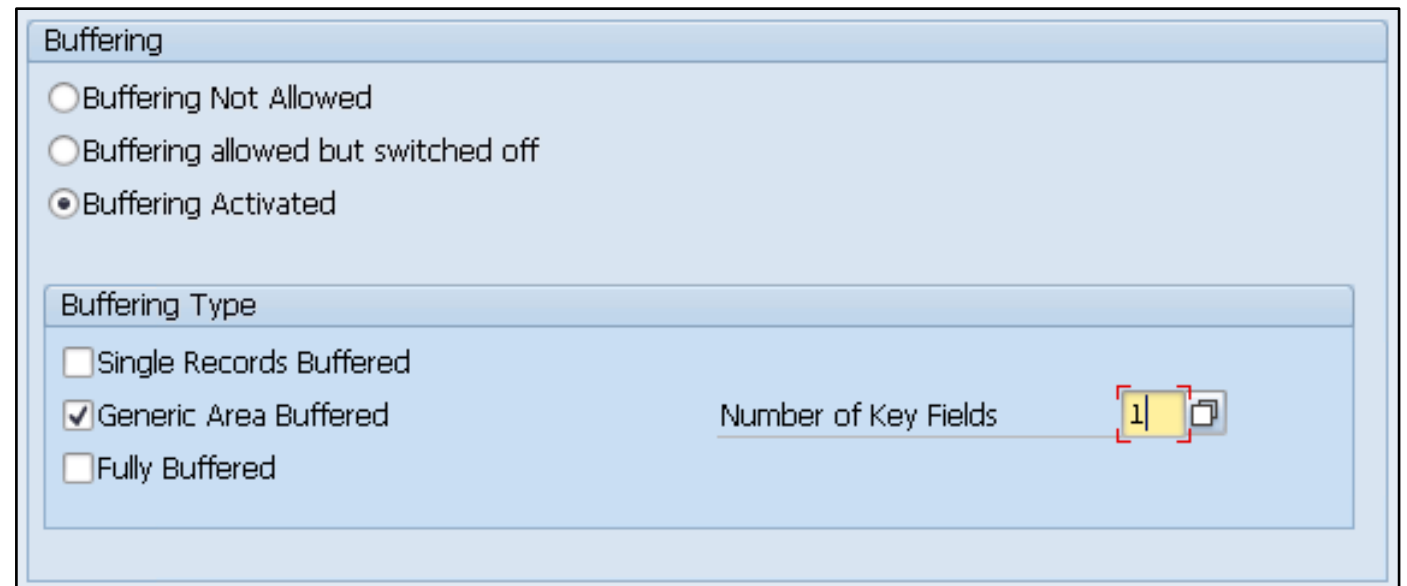 Buffering
Buffering Not Allowed
Buffering allowed but switched off
Buffering Activated
Buffering Type
Single Records Buffered
Generic Area Buffered Number of Key Fields 1
Fully Buffered